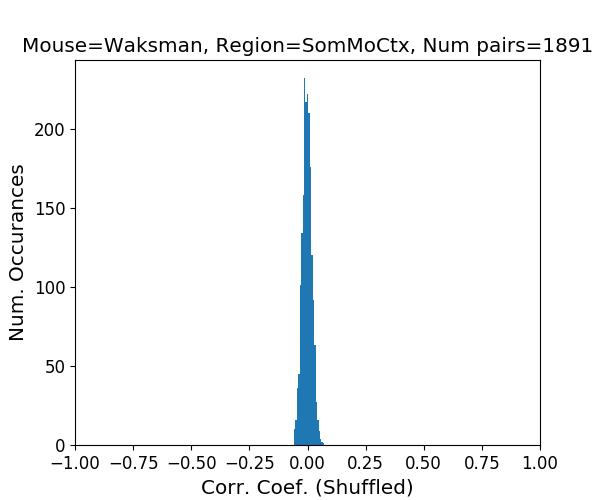 Mouse=Waksman, Region=SomMoCtx, Num pairs=1891
Num. Occurances
200
150
100
50
0
−1.00 −0.75 −0.50 −0.25 0.00 0.25 0.50 0.75 1.00
Corr. Coef. (Shuffled)